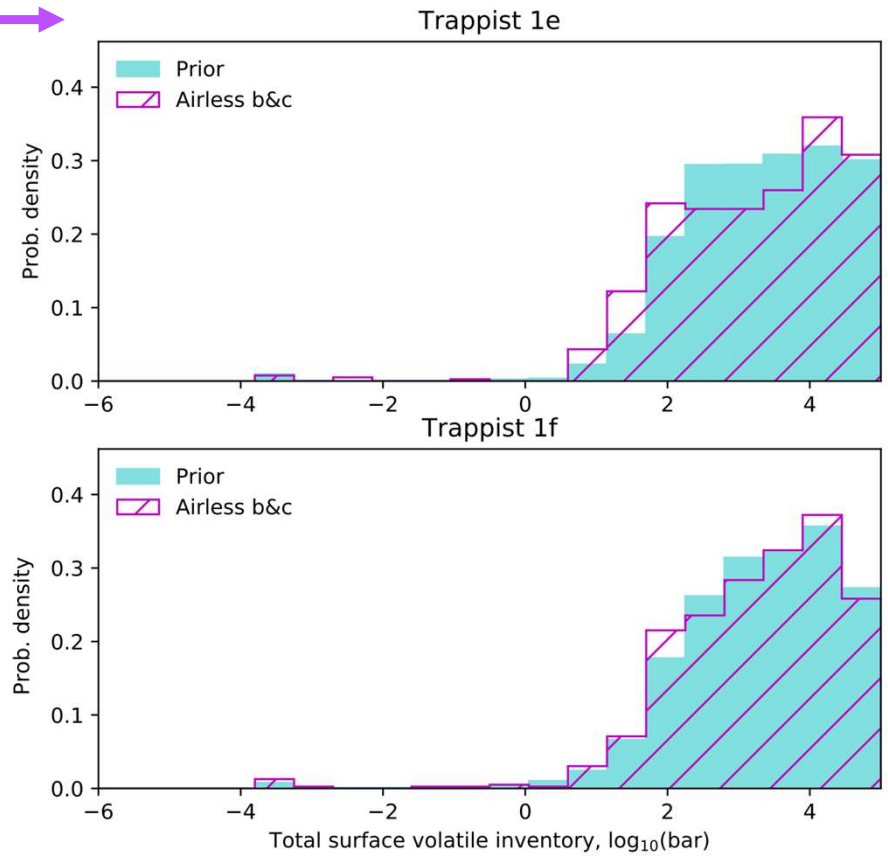 Trappist 1e
Prior
Airless b&c
Prob. density
0.4
0.3
0.2
0.1
0.0
−6 −4 −2 0 2 4
Trappist 1f
Prior
Airless b&c
Prob. density
0.4
0.3
0.2
0.1
0.0
−6 −4 −2 0 2 4
Total surface volatile inventory, log₁₀(bar)